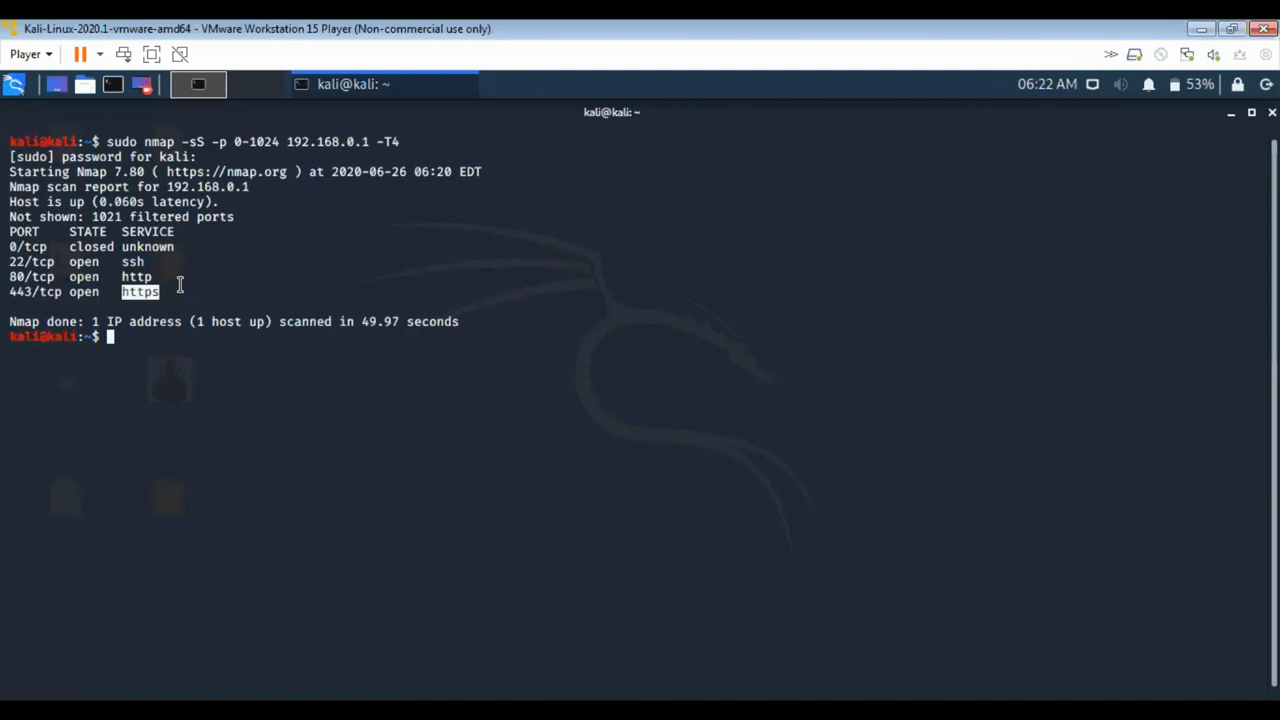 Kali-Linux-2020.1-vmware-amd64 - VMware Workstation 15 Player (Non-commercial use only)
Player
kali@kali: ~
06:22 AM
53%
kali@kali: ~
kali@kali:~$ sudo nmap -sS -p 0-1024 192.168.0.1 -T4
[sudo] password for kali:
Starting Nmap 7.80 ( https://nmap.org ) at 2020-06-26 06:20 EDT
Nmap scan report for 192.168.0.1
Host is up (0.060s latency).
Not shown: 1021 filtered ports
PORT    STATE  SERVICE
0/tcp   closed unknown
22/tcp  open   ssh
80/tcp  open   http
443/tcp open   https
Nmap done: 1 IP address (1 host up) scanned in 49.97 seconds
kali@kali:~$